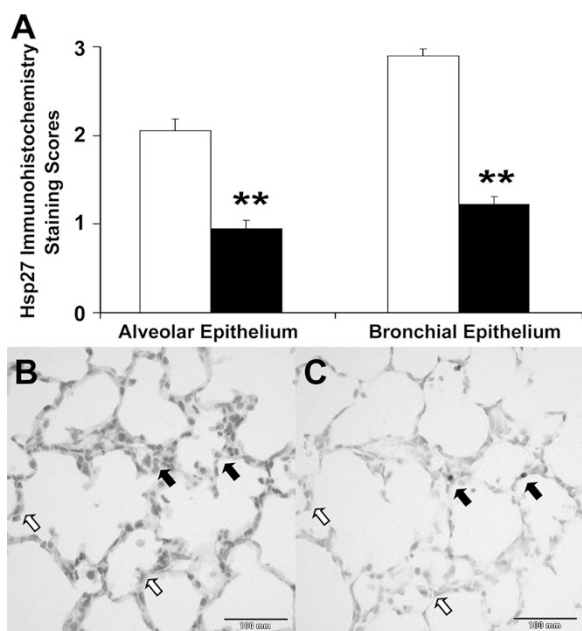 A
Hsp27 Immunohistochemistry
Staining Scores
3
2
1
0
**
**
Alveolar Epithelium
Bronchial Epithelium
B
C
100 mm
100 mm